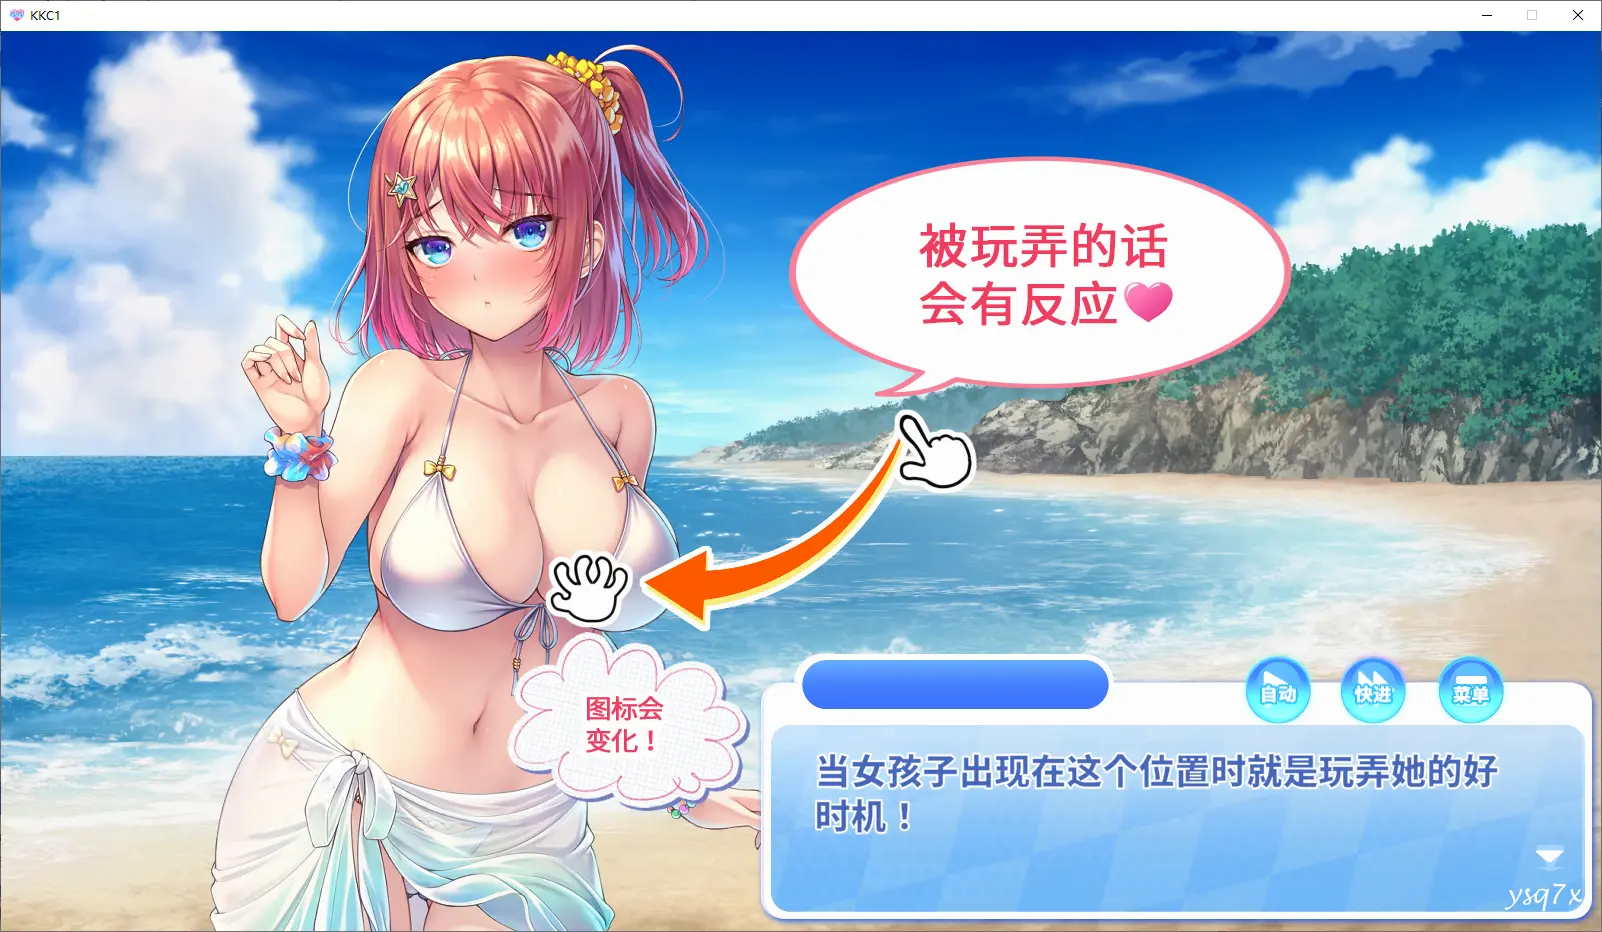 KKC1
被玩弄的话
会有反应
图标会
变化！
自动
快进
菜单
当女孩子出现在这个位置时就是玩弄她的好
时机！
ysq7x